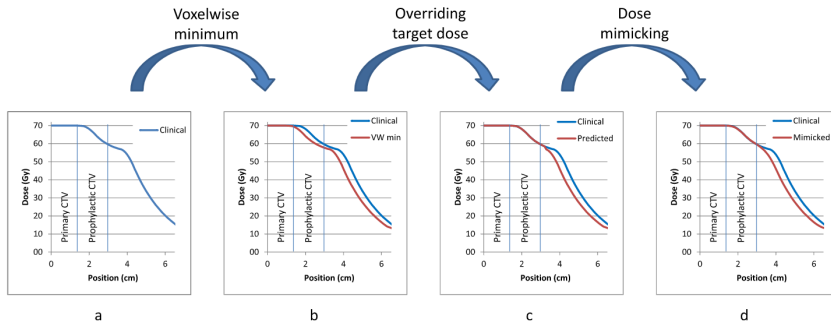 Voxelwise
minimum
Overriding
target dose
Dose
mimicking
Clinical
70
60
50
40
30
20
10
00
Dose (Gy)
Primary CTV
Prophylactic CTV
0
2
4
6
Position (cm)
a
Clinical
VW min
70
60
50
40
30
20
10
00
Dose (Gy)
Primary CTV
Prophylactic CTV
0
2
4
6
Position (cm)
b
Clinical
Predicted
70
60
50
40
30
20
10
00
Dose (Gy)
Primary CTV
Prophylactic CTV
0
2
4
6
Position (cm)
c
Clinical
Mimicked
70
60
50
40
30
20
10
00
Dose (Gy)
Primary CTV
Prophylactic CTV
0
2
4
6
Position (cm)
d